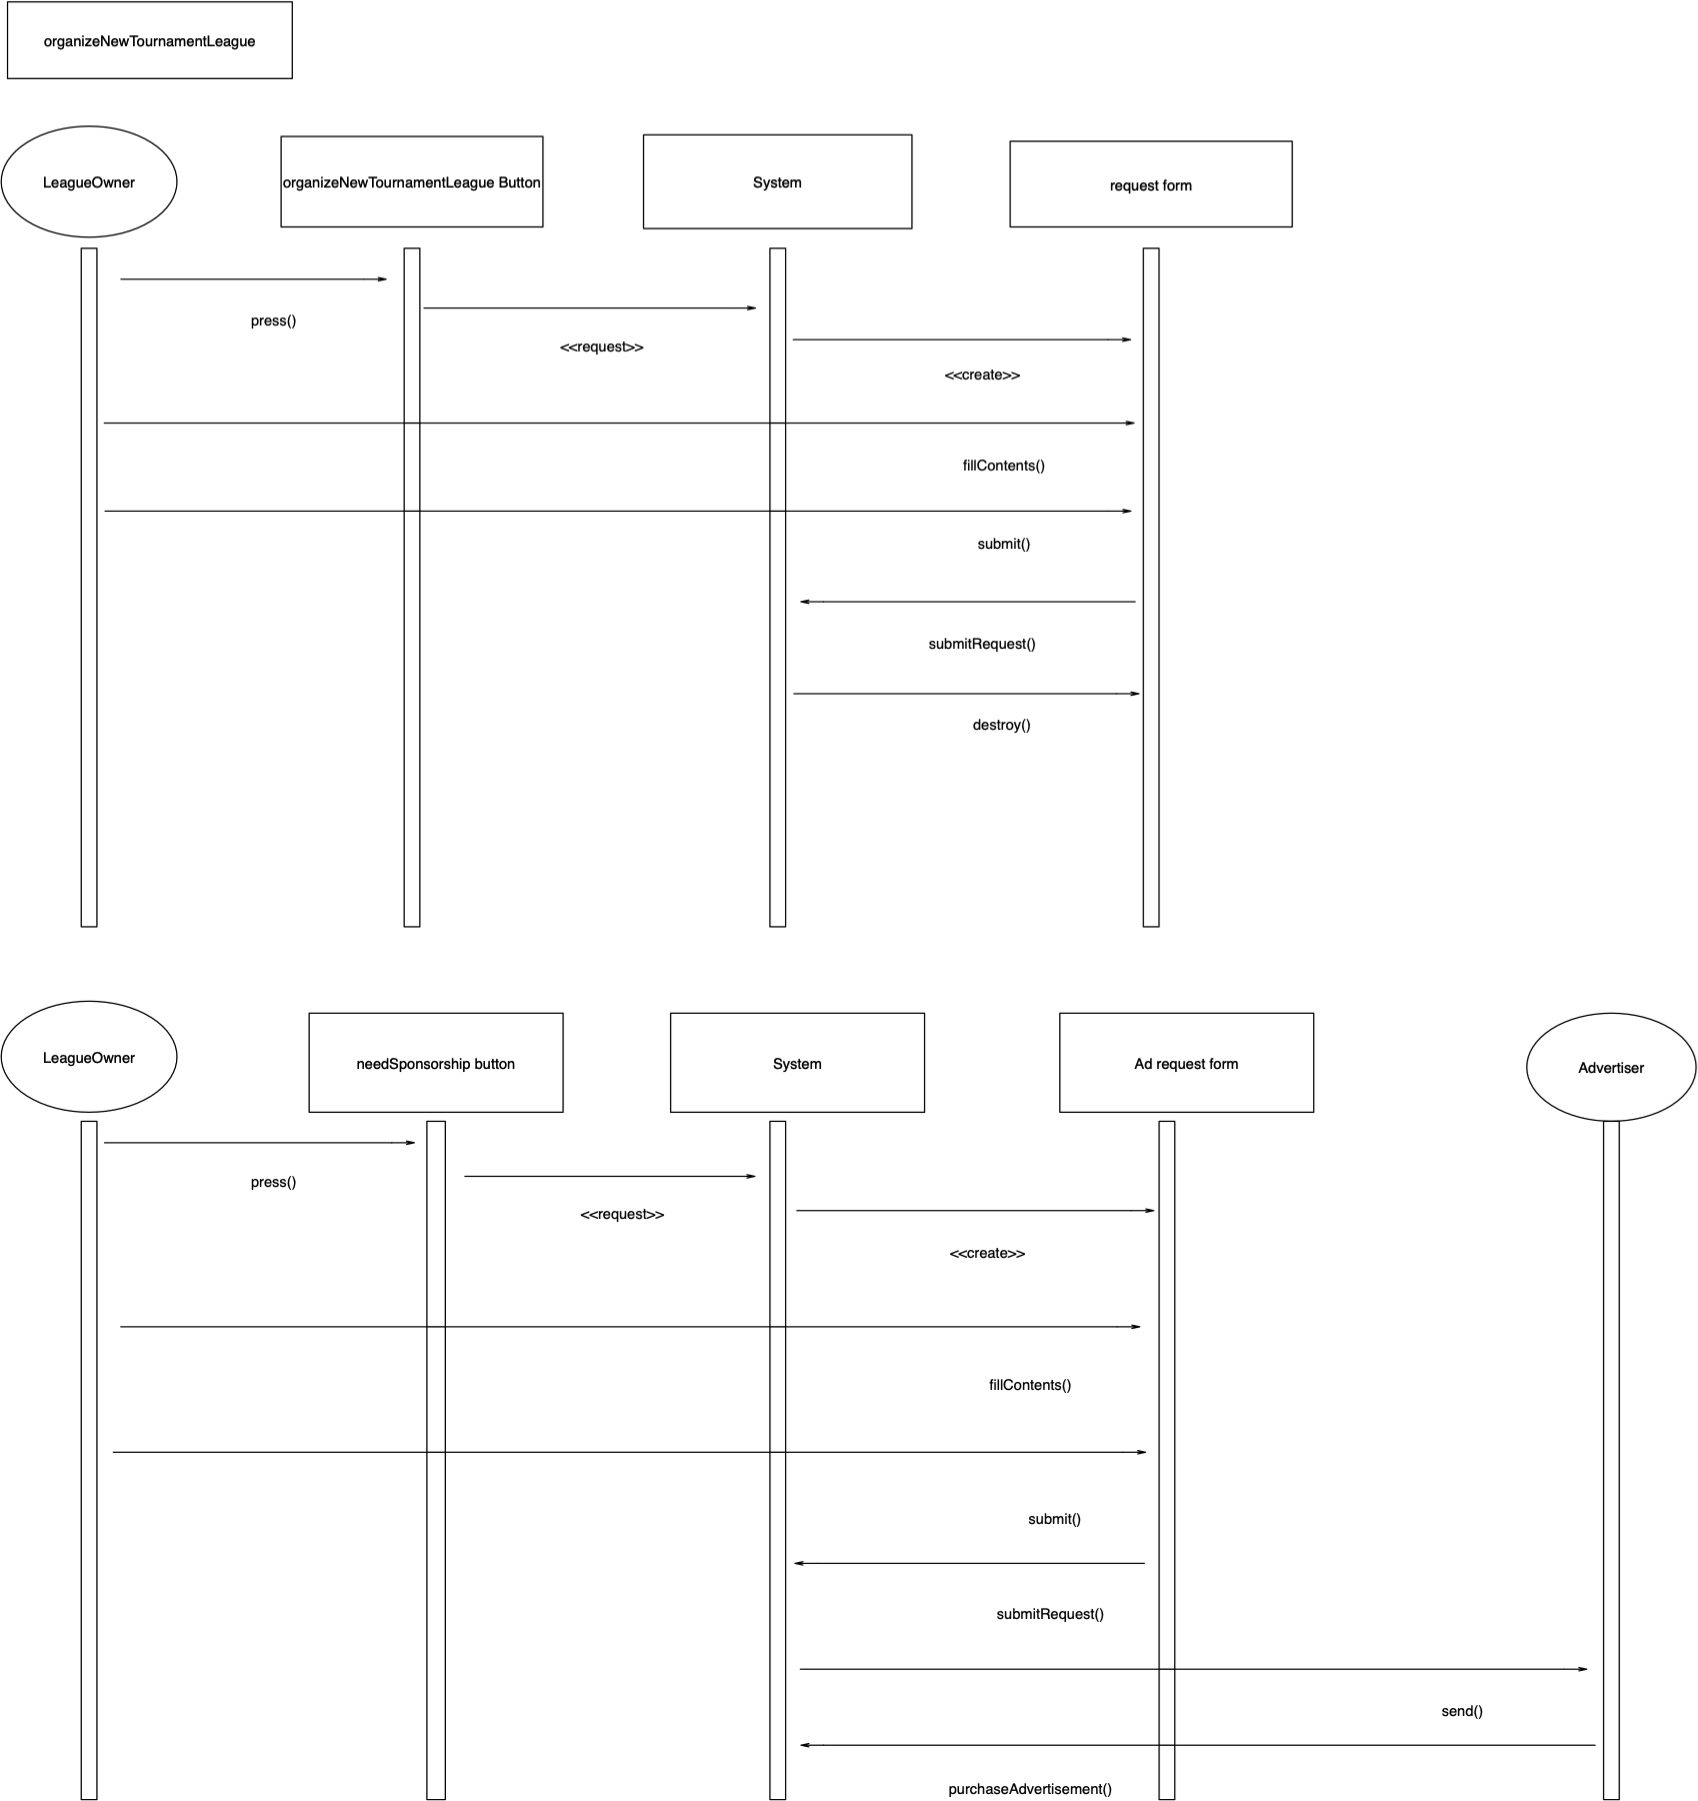 organizeNewTournamentLeague
LeagueOwner
organizeNewTournamentLeague Button
System
request form
press()
<<request>>
<<create>>
fillContents()
submit()
submitRequest()
destroy()
LeagueOwner
needSponsorship button
System
Ad request form
Advertiser
press()
<<request>>
<<create>>
fillContents()
submit()
submitRequest()
send()
purchaseAdvertisement()